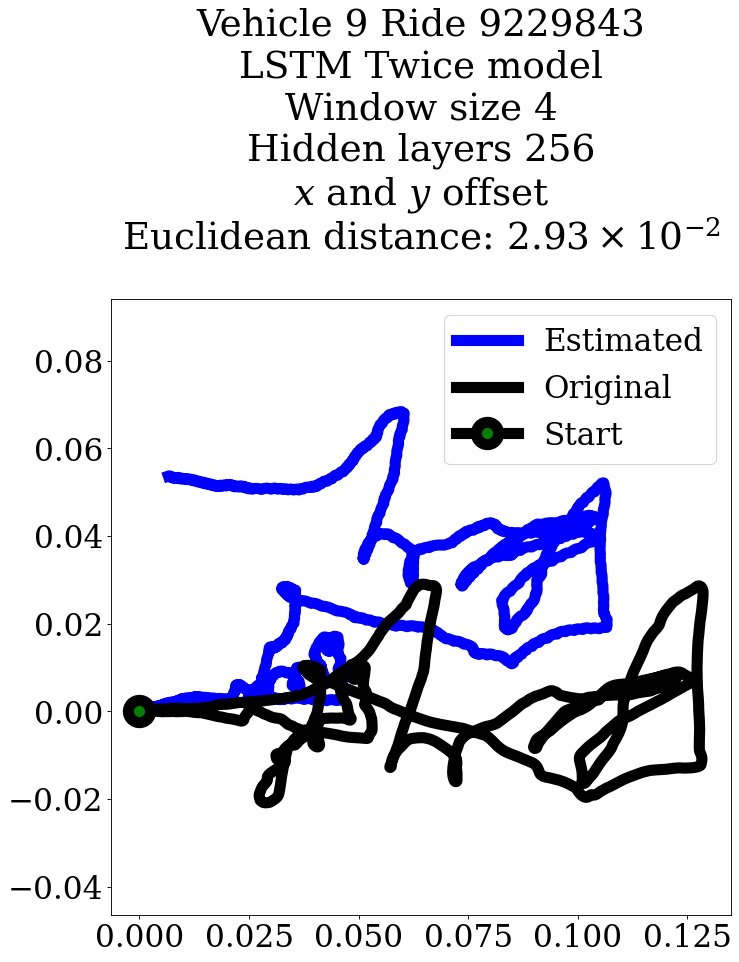 Vehicle 9 Ride 9229843
LSTM Twice model
Window size 4
Hidden layers 256
x and y offset
Euclidean distance: 2.93 × 10⁻²
Estimated
Original
Start
0.08
0.06
0.04
0.02
0.00
−0.02
−0.04
0.000 0.025 0.050 0.075 0.100 0.125